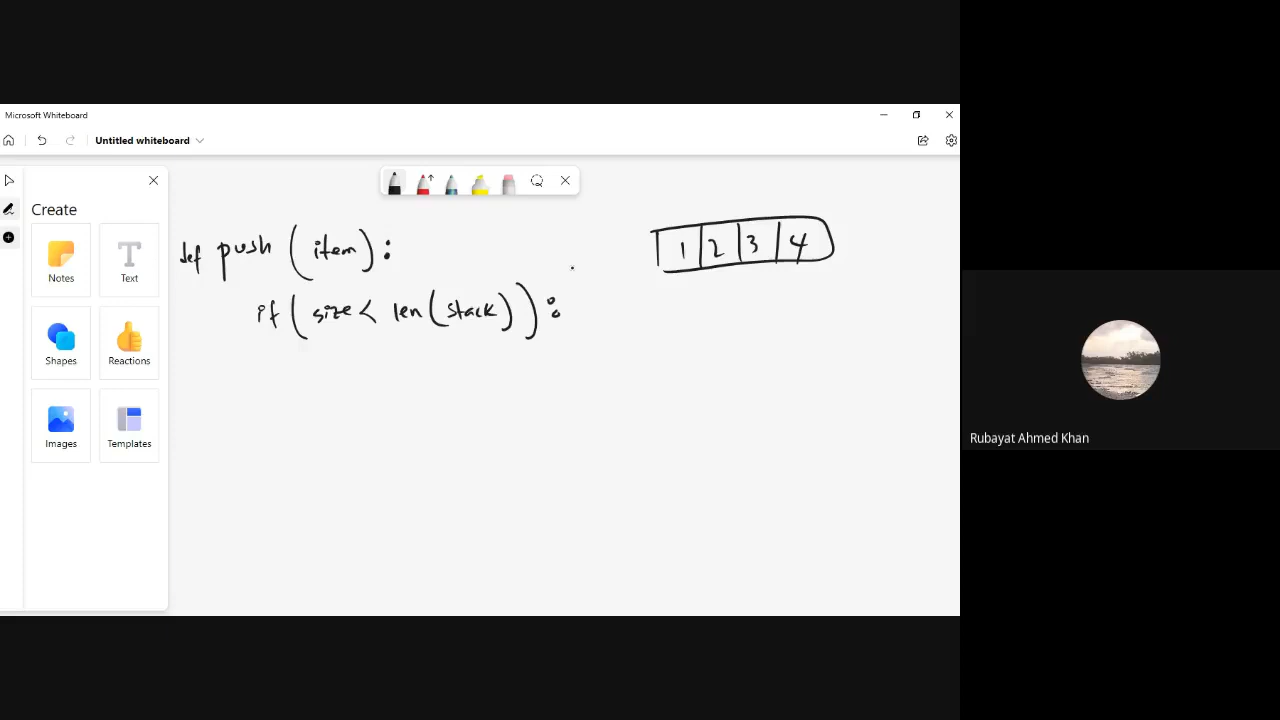 Microsoft Whiteboard
Untitled whiteboard
Create
Notes
Text
Shapes
Reactions
Images
Templates
def push (item):
if (size < len(stack)):
1 2 3 4
Rubayat Ahmed Khan